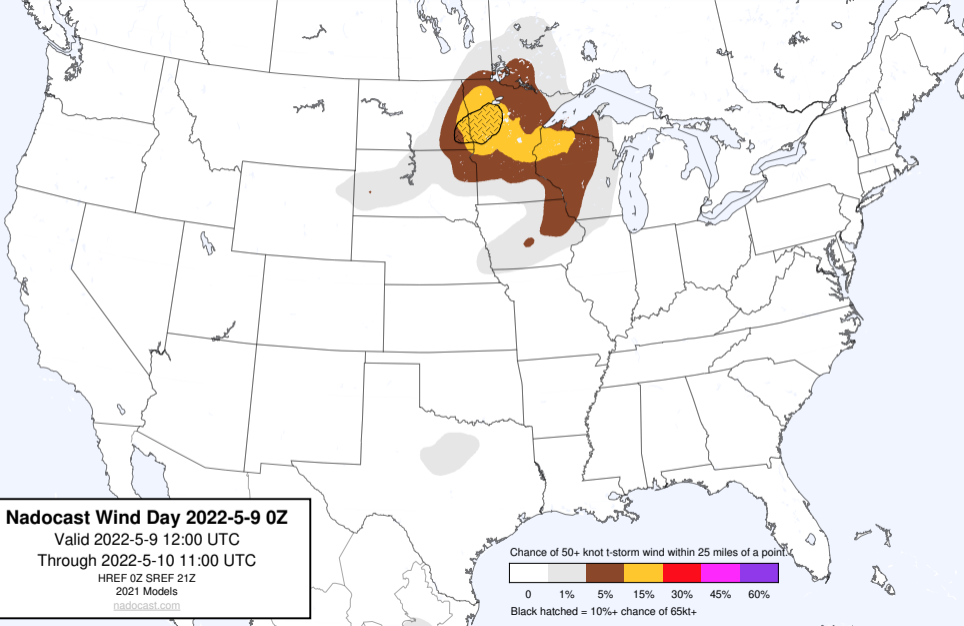 Nadocast Wind Day 2022-5-9 0Z
Valid 2022-5-9 12:00 UTC
Through 2022-5-10 11:00 UTC
HREF 0Z SREF 21Z
2021 Models
nadocast.com
Chance of 50+ knot t-storm wind within 25 miles of a point.
0 1% 5% 15% 30% 45% 60%
Black hatched = 10%+ chance of 65kt+